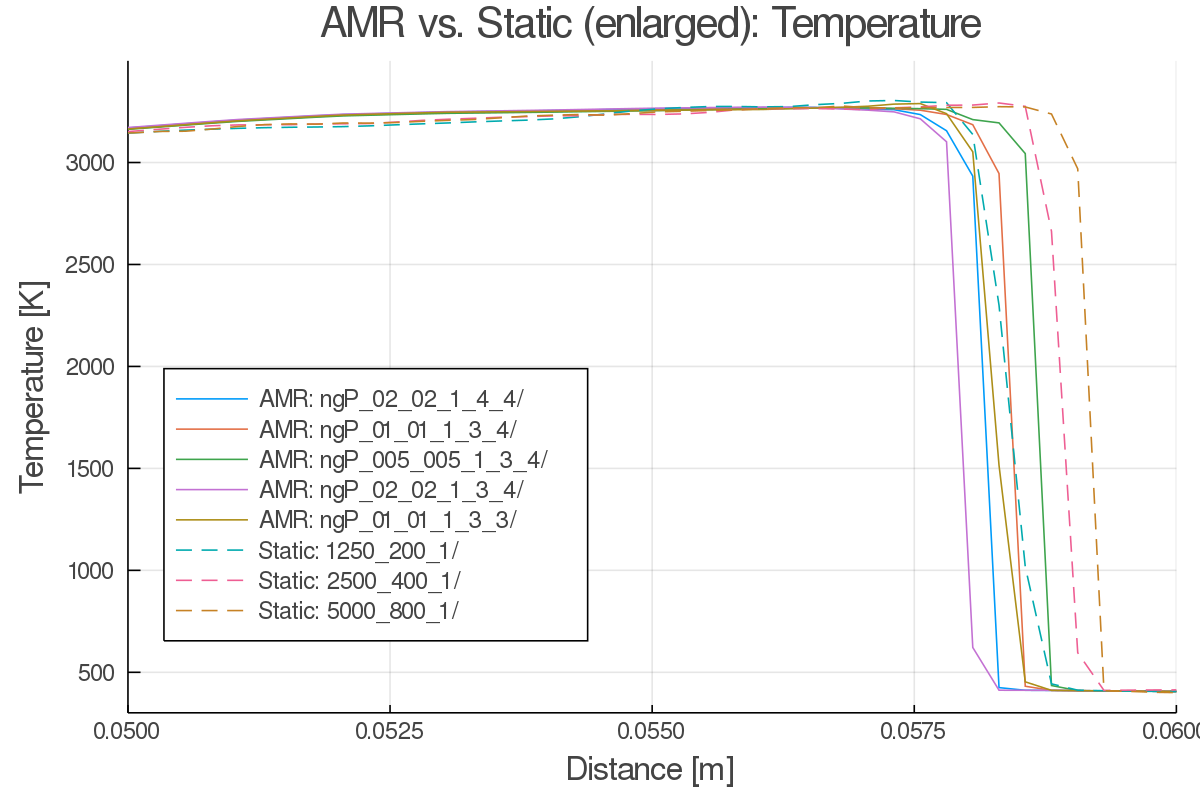 AMR vs. Static (enlarged): Temperature
Temperature [K]
3000
2500
2000
1500
1000
500
AMR: ngP_02_02_1_4_4/
AMR: ngP_01_01_1_3_4/
AMR: ngP_005_005_1_3_4/
AMR: ngP_02_02_1_3_4/
AMR: ngP_01_01_1_3_3/
Static: 1250_200_1/
Static: 2500_400_1/
Static: 5000_800_1/
0.0500 0.0525 0.0550 0.0575 0.0600
Distance [m]